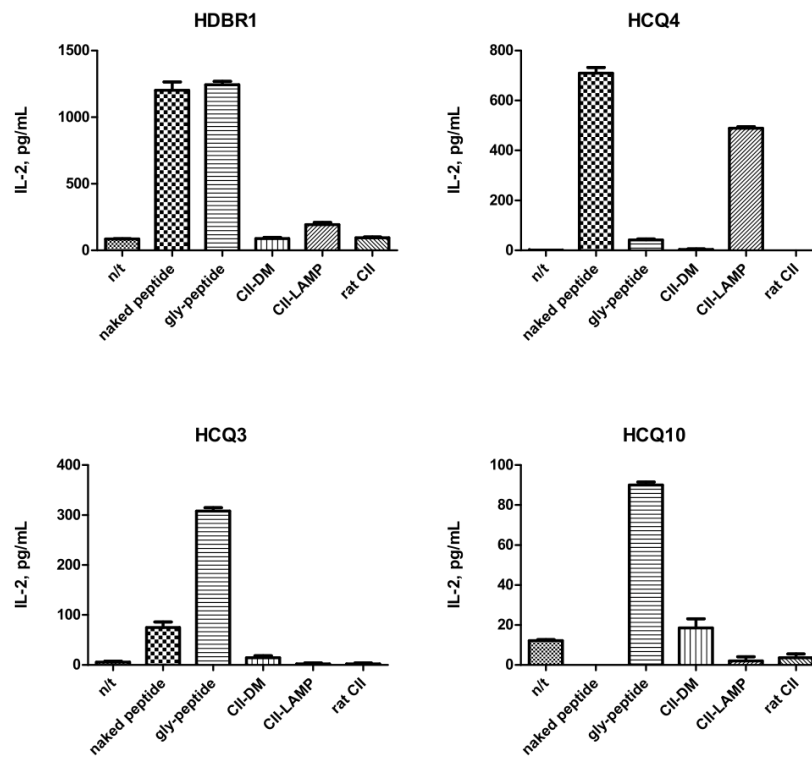 HDBR1
IL-2, pg/mL
1500
1000
500
0
n/t
naked peptide
gly-peptide
CII-DM
CII-LAMP
rat CII
HCQ4
IL-2, pg/mL
800
600
400
200
0
n/t
naked peptide
gly-peptide
CII-DM
CII-LAMP
rat CII
HCQ3
IL-2, pg/mL
400
300
200
100
0
n/t
naked peptide
gly-peptide
CII-DM
CII-LAMP
rat CII
HCQ10
IL-2, pg/mL
100
80
60
40
20
0
n/t
naked peptide
gly-peptide
CII-DM
CII-LAMP
rat CII